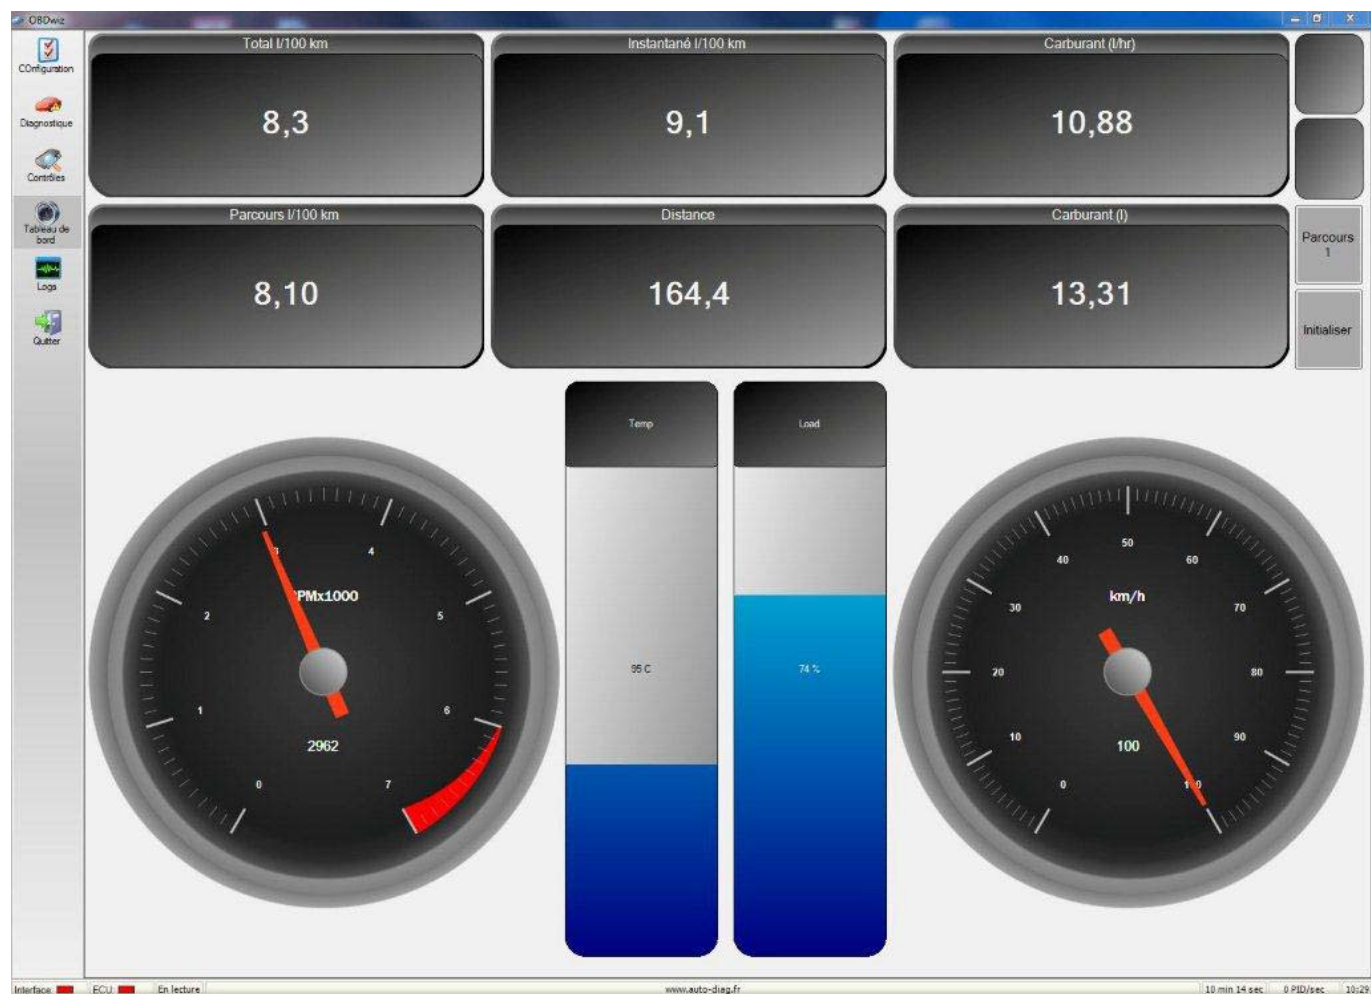 OBDwiz
COnfiguration
Diagnostique
Contrôles
Tableau de
bord
Logs
Quitter
Total l/100 km
8,3
Instantané l/100 km
9,1
Carburant (l/hr)
10,88
Parcours l/100 km
8,10
Distance
164,4
Carburant (l)
13,31
Parcours
1
Initialiser
0
1
2
3
4
5
6
7
2962
Temp
95 C
Load
74 %
km/h
0
10
20
30
40
50
60
70
80
90
100
Interface:
ECU:
En lecture
www.auto-diag.fr
10 min 14 sec
0 PID/sec
10:29